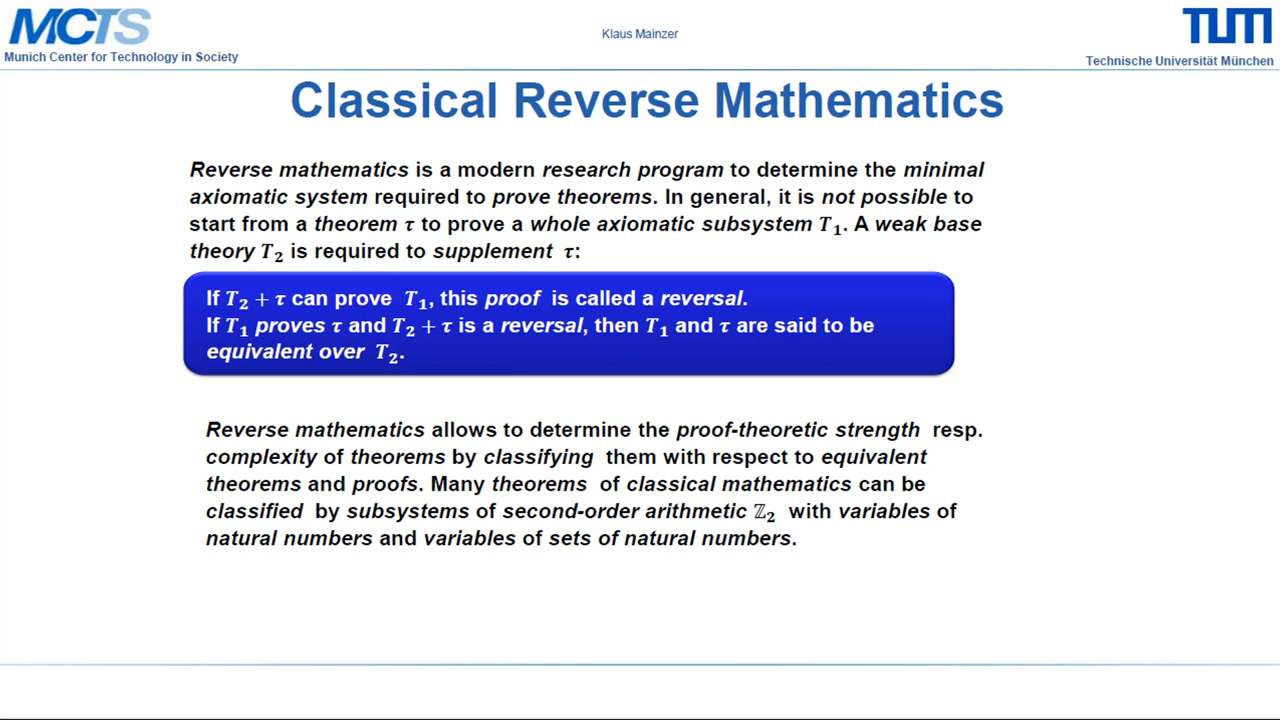 MCTS
Munich Center for Technology in Society
Klaus Mainzer
TUM
Technische Universität München
Classical Reverse Mathematics
Reverse mathematics is a modern research program to determine the minimal
axiomatic system required to prove theorems. In general, it is not possible to
start from a theorem τ to prove a whole axiomatic subsystem T₁. A weak base
theory T₂ is required to supplement τ:
If T₂ + τ can prove T₁, this proof is called a reversal.
If T₁ proves τ and T₂ + τ is a reversal, then T₁ and τ are said to be
equivalent over T₂.
Reverse mathematics allows to determine the proof-theoretic strength resp.
complexity of theorems by classifying them with respect to equivalent
theorems and proofs. Many theorems of classical mathematics can be
classified by subsystems of second-order arithmetic ℤ₂ with variables of
natural numbers and variables of sets of natural numbers.